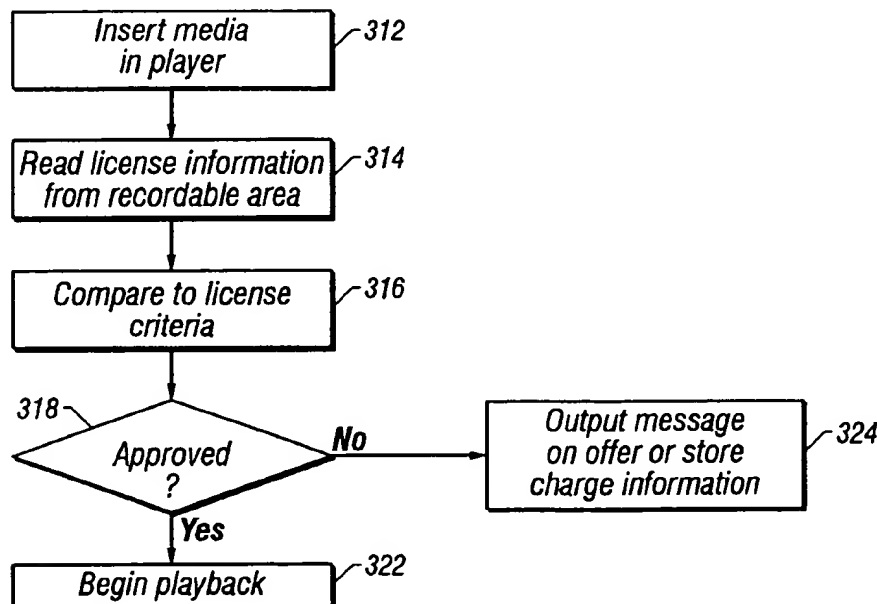 Insert media
in player
312
Read license information
from recordable area
314
Compare to license
criteria
316
318
Approved
?
No
Output message
on offer or store
charge information
324
Yes
Begin playback
322